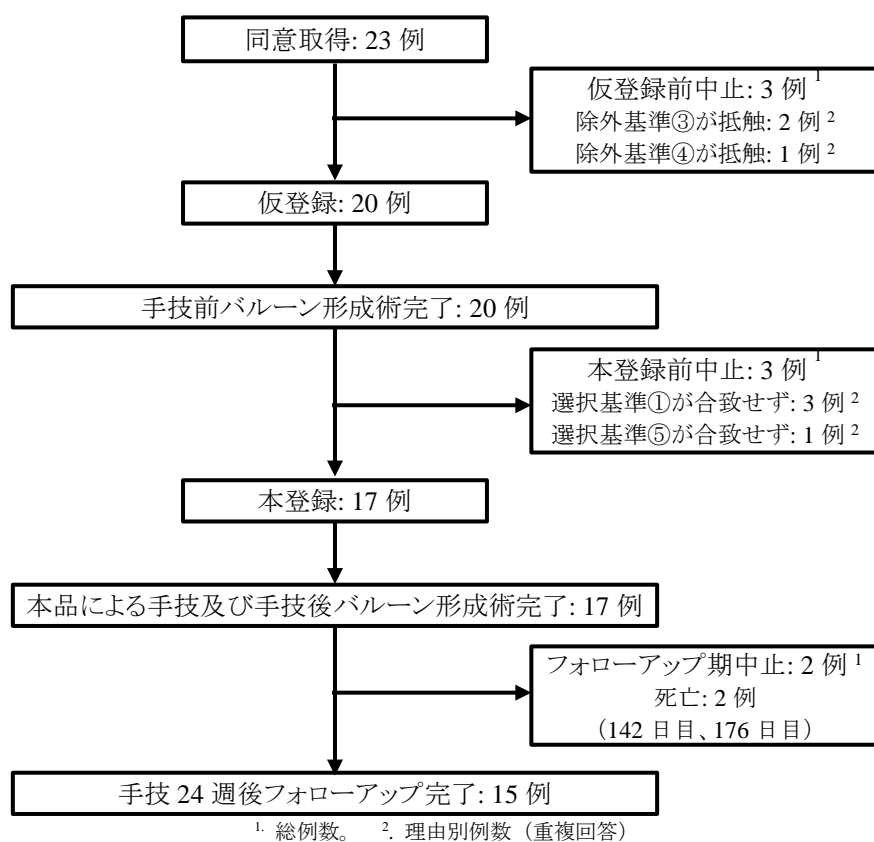 同意取得: 23 例
仮登録前中止: 3 例 1
除外基準③が抵触: 2 例 2
除外基準④が抵触: 1 例 2
仮登録: 20 例
手技前バルーン形成術完了: 20 例
本登録前中止: 3 例 1
選択基準①が合致せず: 3 例 2
選択基準⑤が合致せず: 1 例 2
本登録: 17 例
本品による手技及び手技後バルーン形成術完了: 17 例
フォローアップ期中止: 2 例 1
死亡: 2 例
(142 日目、176 日目)
手技 24 週後フォローアップ完了: 15 例
1. 総例数。 2. 理由別例数（重複回答）